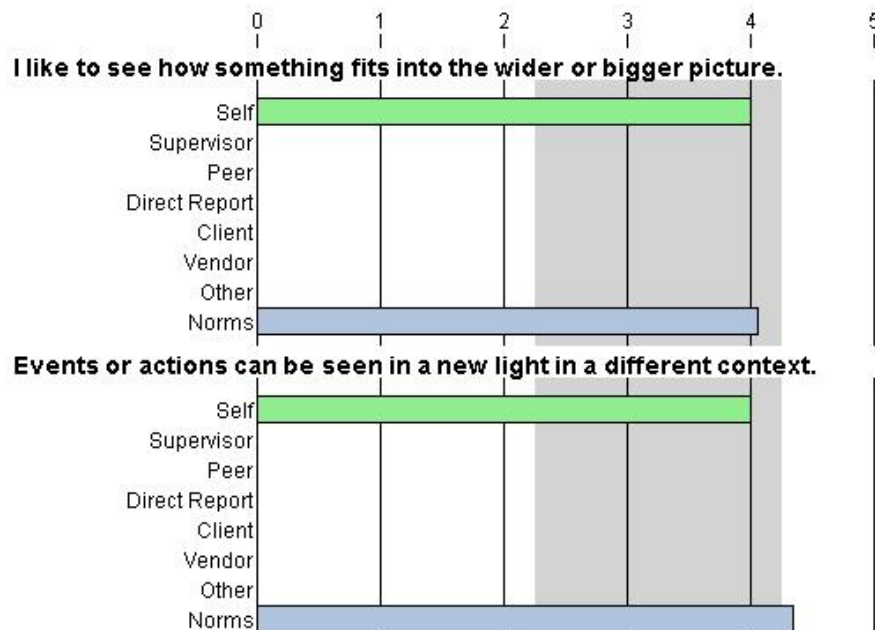 0 1 2 3 4 5
I like to see how something fits into the wider or bigger picture.
Self
Supervisor
Peer
Direct Report
Client
Vendor
Other
Norms
Events or actions can be seen in a new light in a different context.
Self
Supervisor
Peer
Direct Report
Client
Vendor
Other
Norms